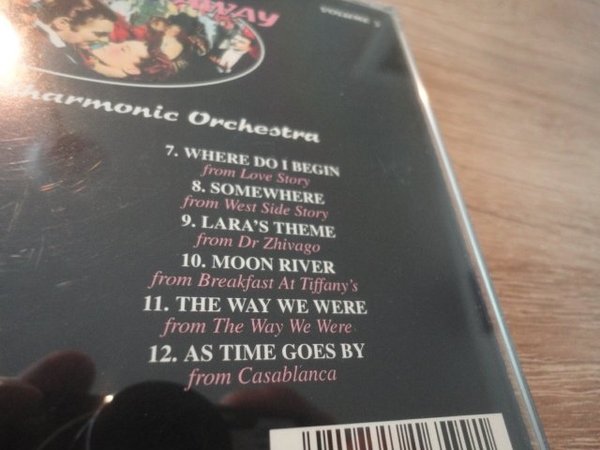 VOLUME
Orchestra
7. WHERE DO I BEGIN
from Love Story
8. SOMEWHERE
from West Side Story
9. LARA'S THEME
from Dr Zhivago
10. MOON RIVER
from Breakfast At Tiffany's
11. THE WAY WE WERE
from The Way We Were
12. AS TIME GOES BY
from Casablanca